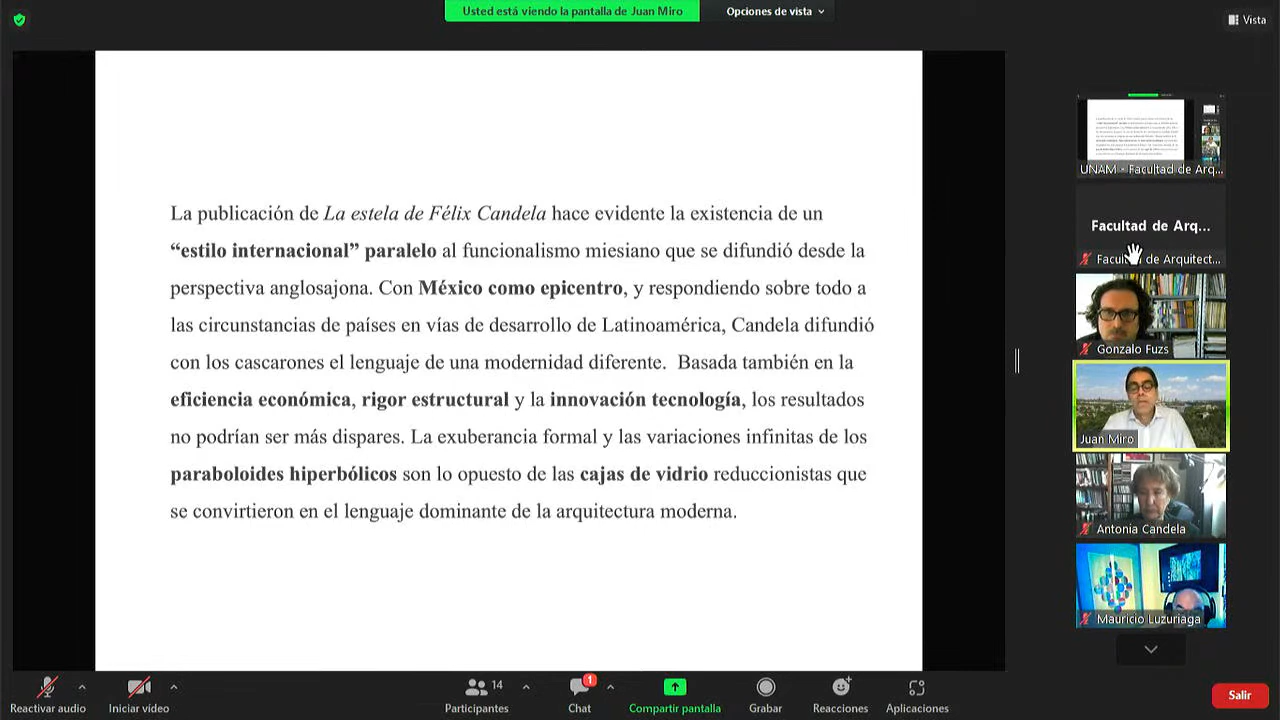 Usted está viendo la pantalla de Juan Miro
Opciones de vista
Vista
La publicación de La estela de Félix Candela hace evidente la existencia de un
“estilo internacional” paralelo al funcionalismo miesiano que se difundió desde la
perspectiva anglosajona. Con México como epicentro, y respondiendo sobre todo a
las circunstancias de países en vías de desarrollo de Latinoamérica, Candela difundió
con los cascarones el lenguaje de una modernidad diferente. Basada también en la
eficiencia económica, rigor estructural y la innovación tecnología, los resultados
no podrían ser más dispares. La exuberancia formal y las variaciones infinitas de los
paraboloides hiperbólicos son lo opuesto de las cajas de vidrio reduccionistas que
se convirtieron en el lenguaje dominante de la arquitectura moderna.
UNAM - Facultad de Arq...
Facultad de Arq...
de Arquitect...
Gonzalo Fuzs
Juan Miro
Antonia Candela
Mauricio Luzuriaga
Reactivar audio
Iniciar vídeo
14
Participantes
1
Chat
Compartir pantalla
Grabar
Reacciones
Aplicaciones
Salir